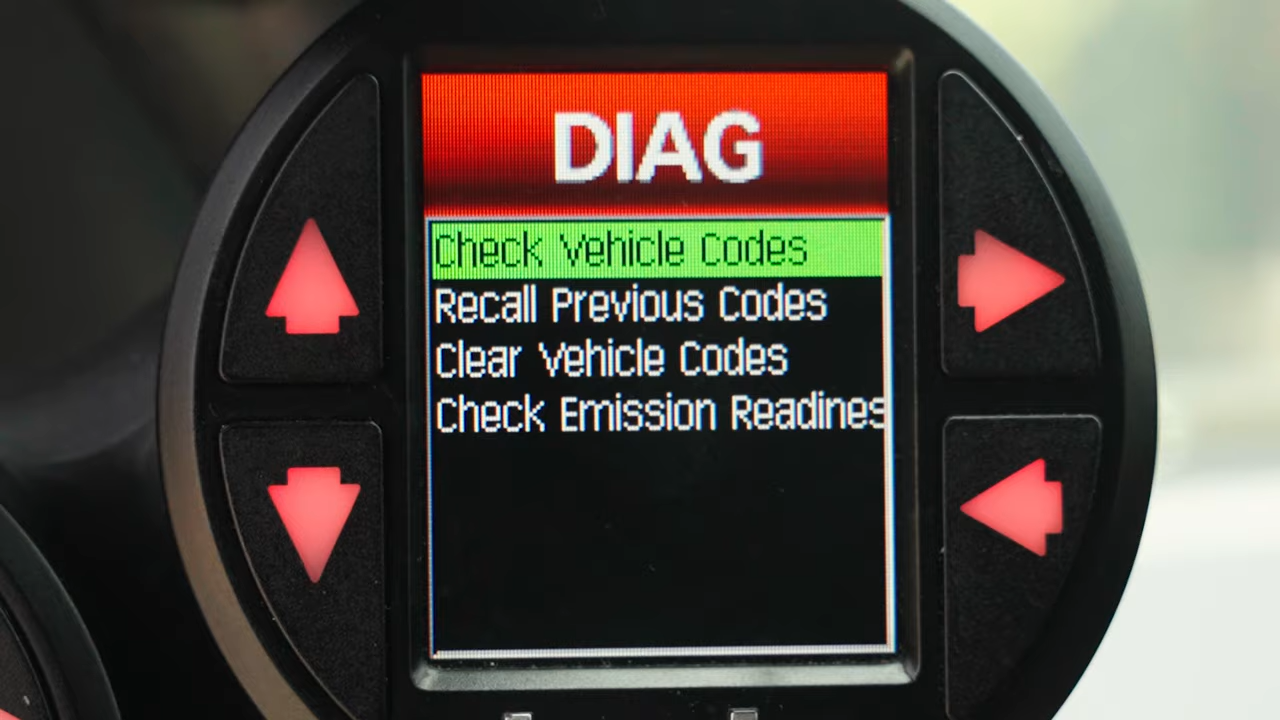 DIAG
Check Vehicle Codes
Recall Previous Codes
Clear Vehicle Codes
Check Emission Readines